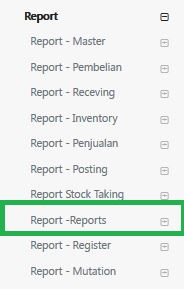 Report
Report - Master
Report - Pembelian
Report - Receving
Report - Inventory
Report - Penjualan
Report - Posting
Report Stock Taking
Report -Reports
Report - Register
Report - Mutation